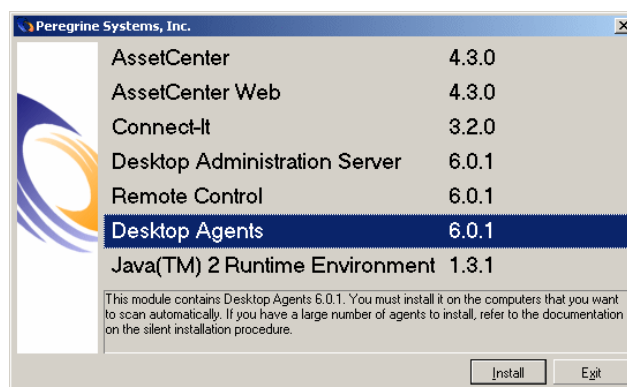 Peregrine Systems, Inc.
AssetCenter 4.3.0
AssetCenter Web 4.3.0
Connect-It 3.2.0
Desktop Administration Server 6.0.1
Remote Control 6.0.1
Desktop Agents 6.0.1
Java(TM) 2 Runtime Environment 1.3.1
This module contains Desktop Agents 6.0.1. You must install it on the computers that you want
to scan automatically. If you have a large number of agents to install, refer to the documentation
on the silent installation procedure.
Install Exit